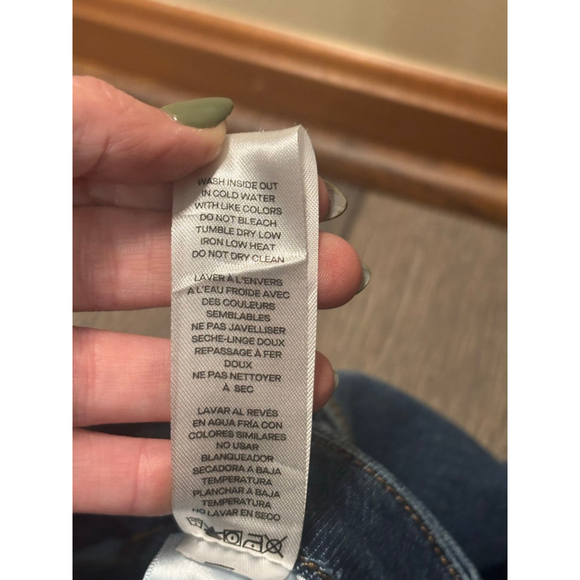 WASH INSIDE OUT
IN COLD WATER
WITH LIKE COLORS
DO NOT BLEACH
TUMBLE DRY LOW
IRON LOW HEAT
DO NOT DRY CLEAN
LAVER À L'ENVERS
A L'EAU FROIDE AVEC
DES COULEURS
SEMBLABLES
NE PAS JAVELLISER
SECHE-LINGE DOUX
REPASSAGE À FER
DOUX
NE PAS NETTOYER
À SEC
LAVAR AL REVÉS
EN AGUA FRÍA CON
COLORES SIMILARES
NO USAR
BLANQUEADOR
SECADORA A BAJA
TEMPERATURA
PLANCHAR A BAJA
TEMPERATURA
NO LAVAR EN SECO